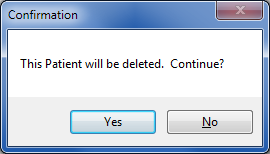 Confirmation
This Patient will be deleted.  Continue?
Yes
No